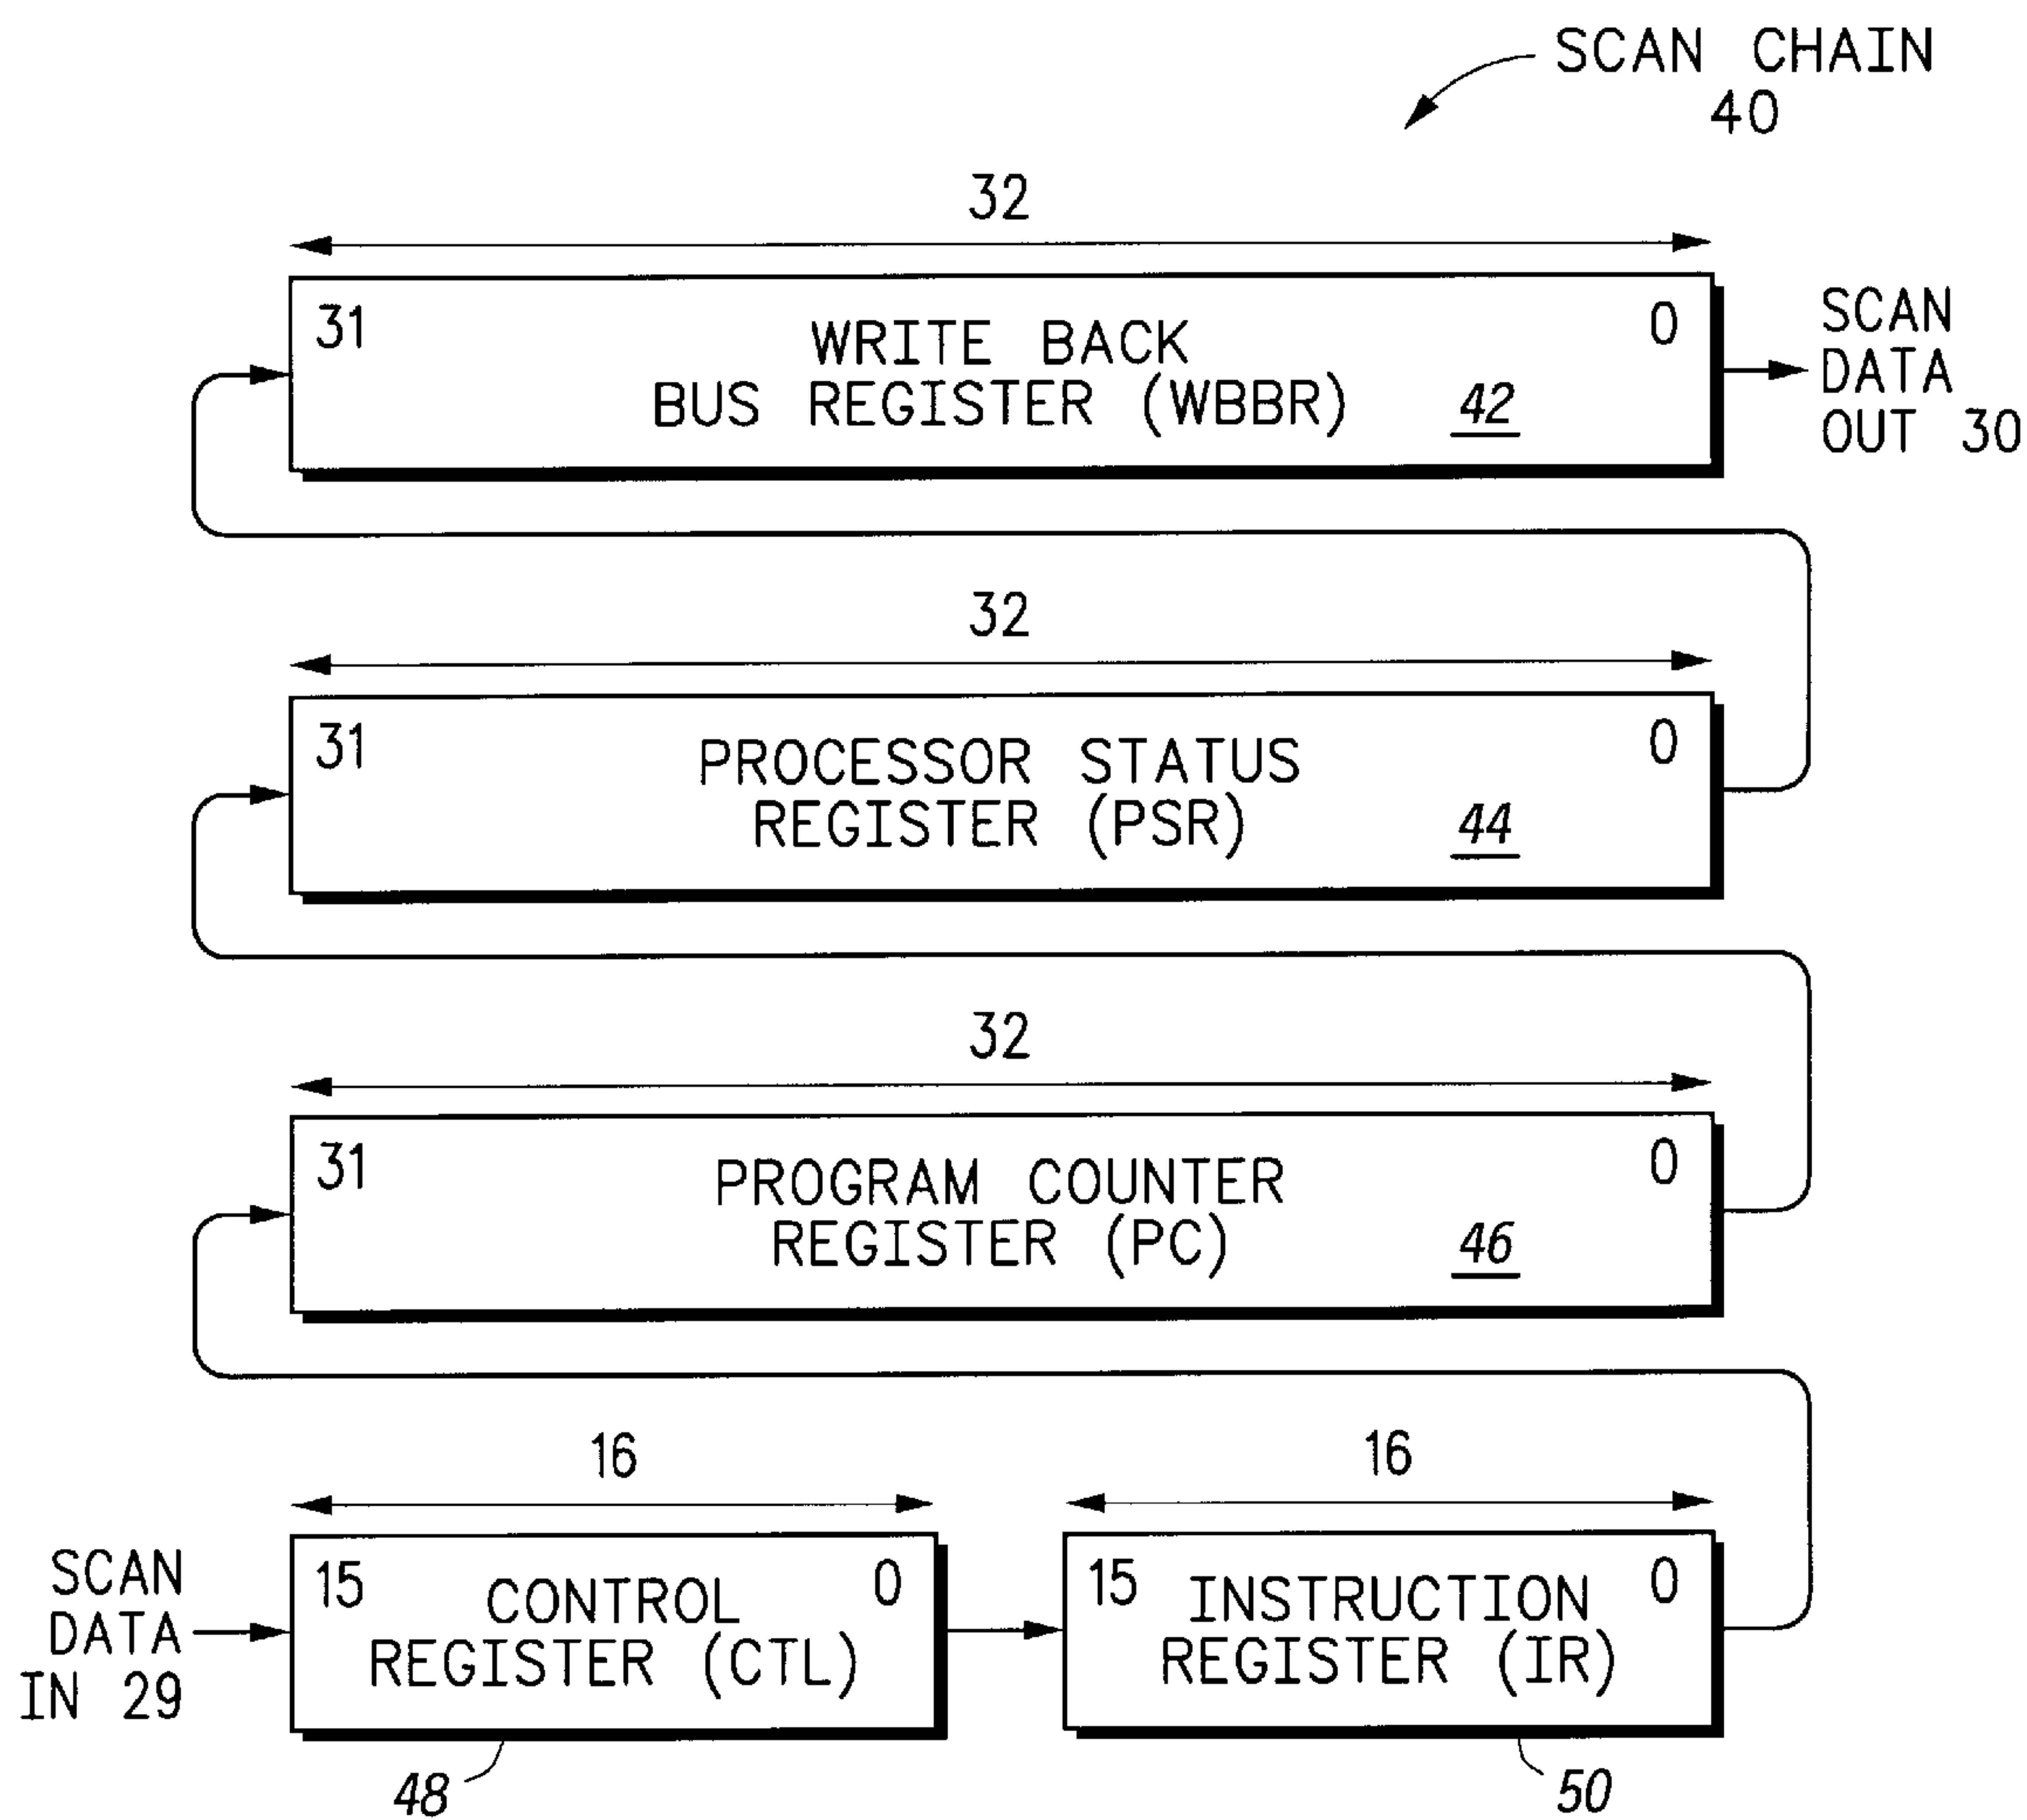 SCAN CHAIN
40
32
31
0
WRITE BACK
BUS REGISTER (WBBR)
42
SCAN
DATA
OUT 30
32
31
0
PROCESSOR STATUS
REGISTER (PSR)
44
32
31
0
PROGRAM COUNTER
REGISTER (PC)
46
16
16
SCAN
DATA
IN 29
15
0
CONTROL
REGISTER (CTL)
15
0
INSTRUCTION
REGISTER (IR)
48
50